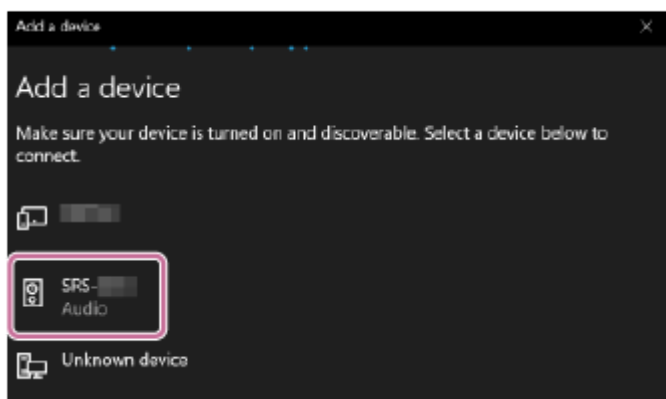 Add a device
Add a device
Make sure your device is turned on and discoverable. Select a device below to
connect.
SRS-
Audio
Unknown device